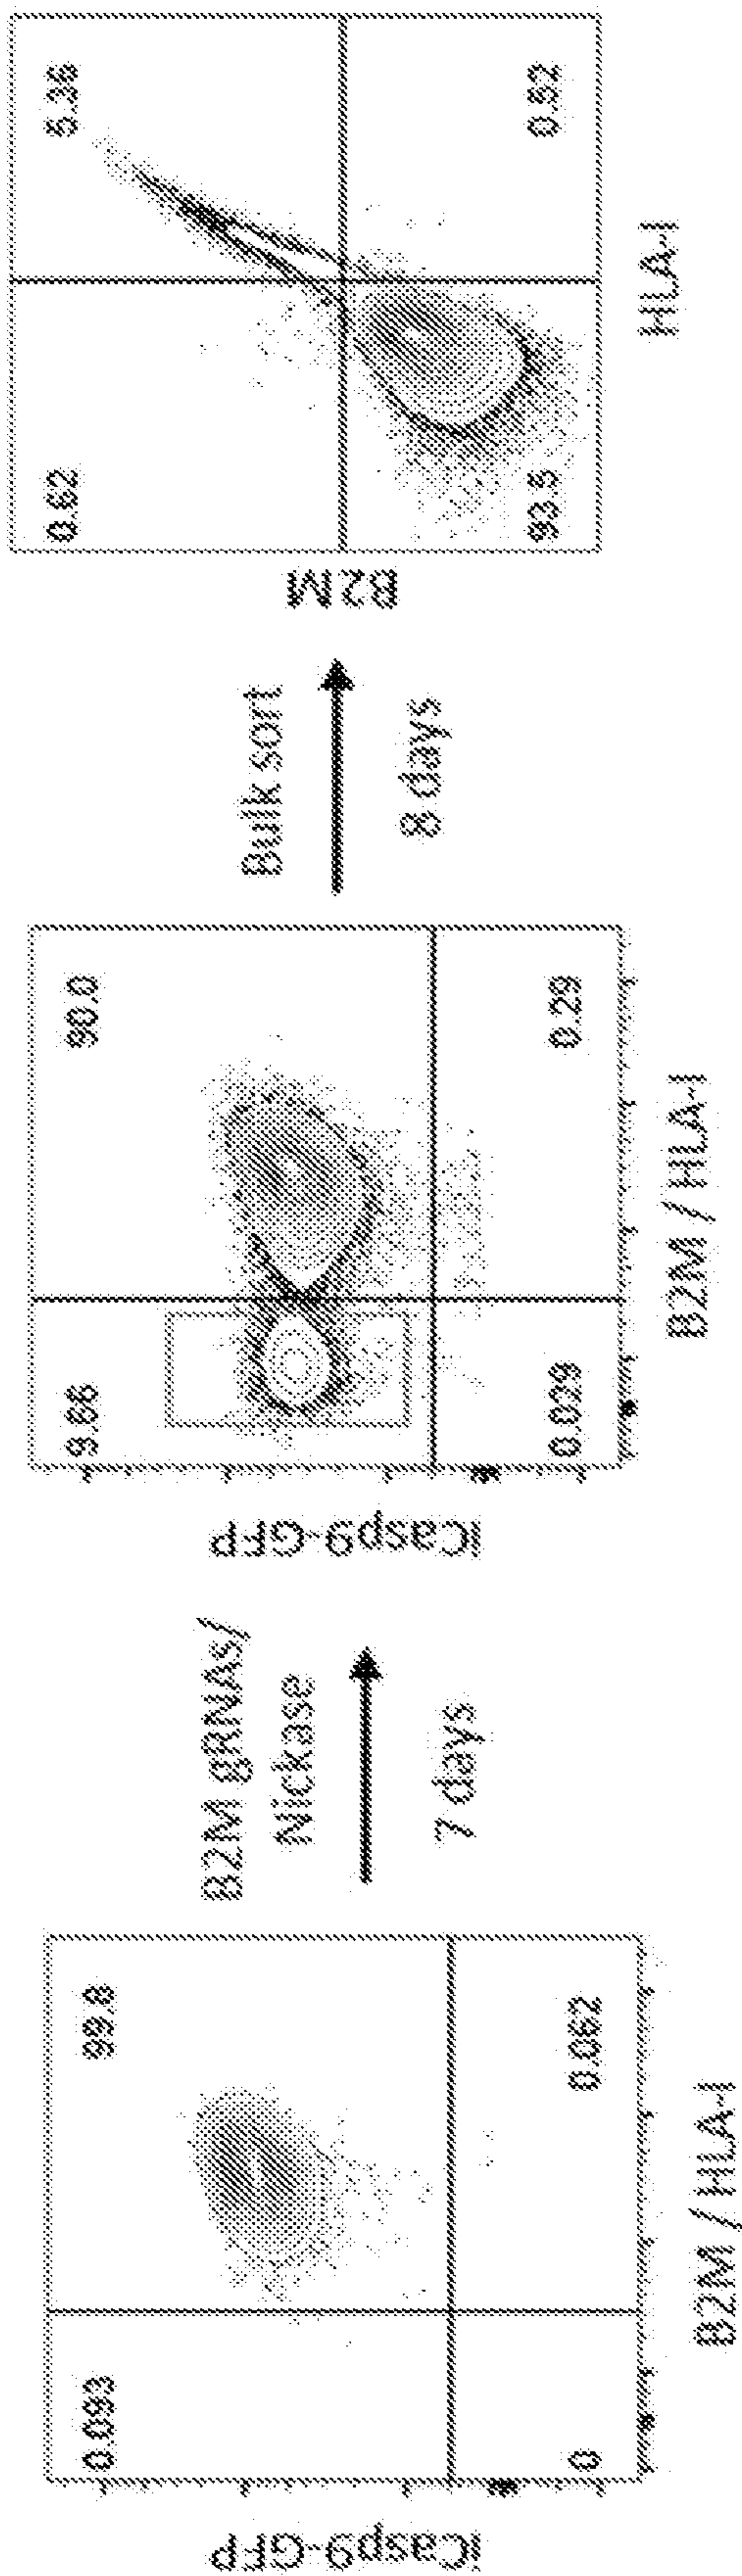 iCasp9-GFP
0.093
99.8
0
0.062
B2M / HLA-I
B2M gRNAs/
Nickase
7 days
iCasp9-GFP
9.66
90.0
0.029
0.29
B2M / HLA-I
Bulk sort
8 days
B2M
0.62
5.36
93.5
0.52
HLA-I